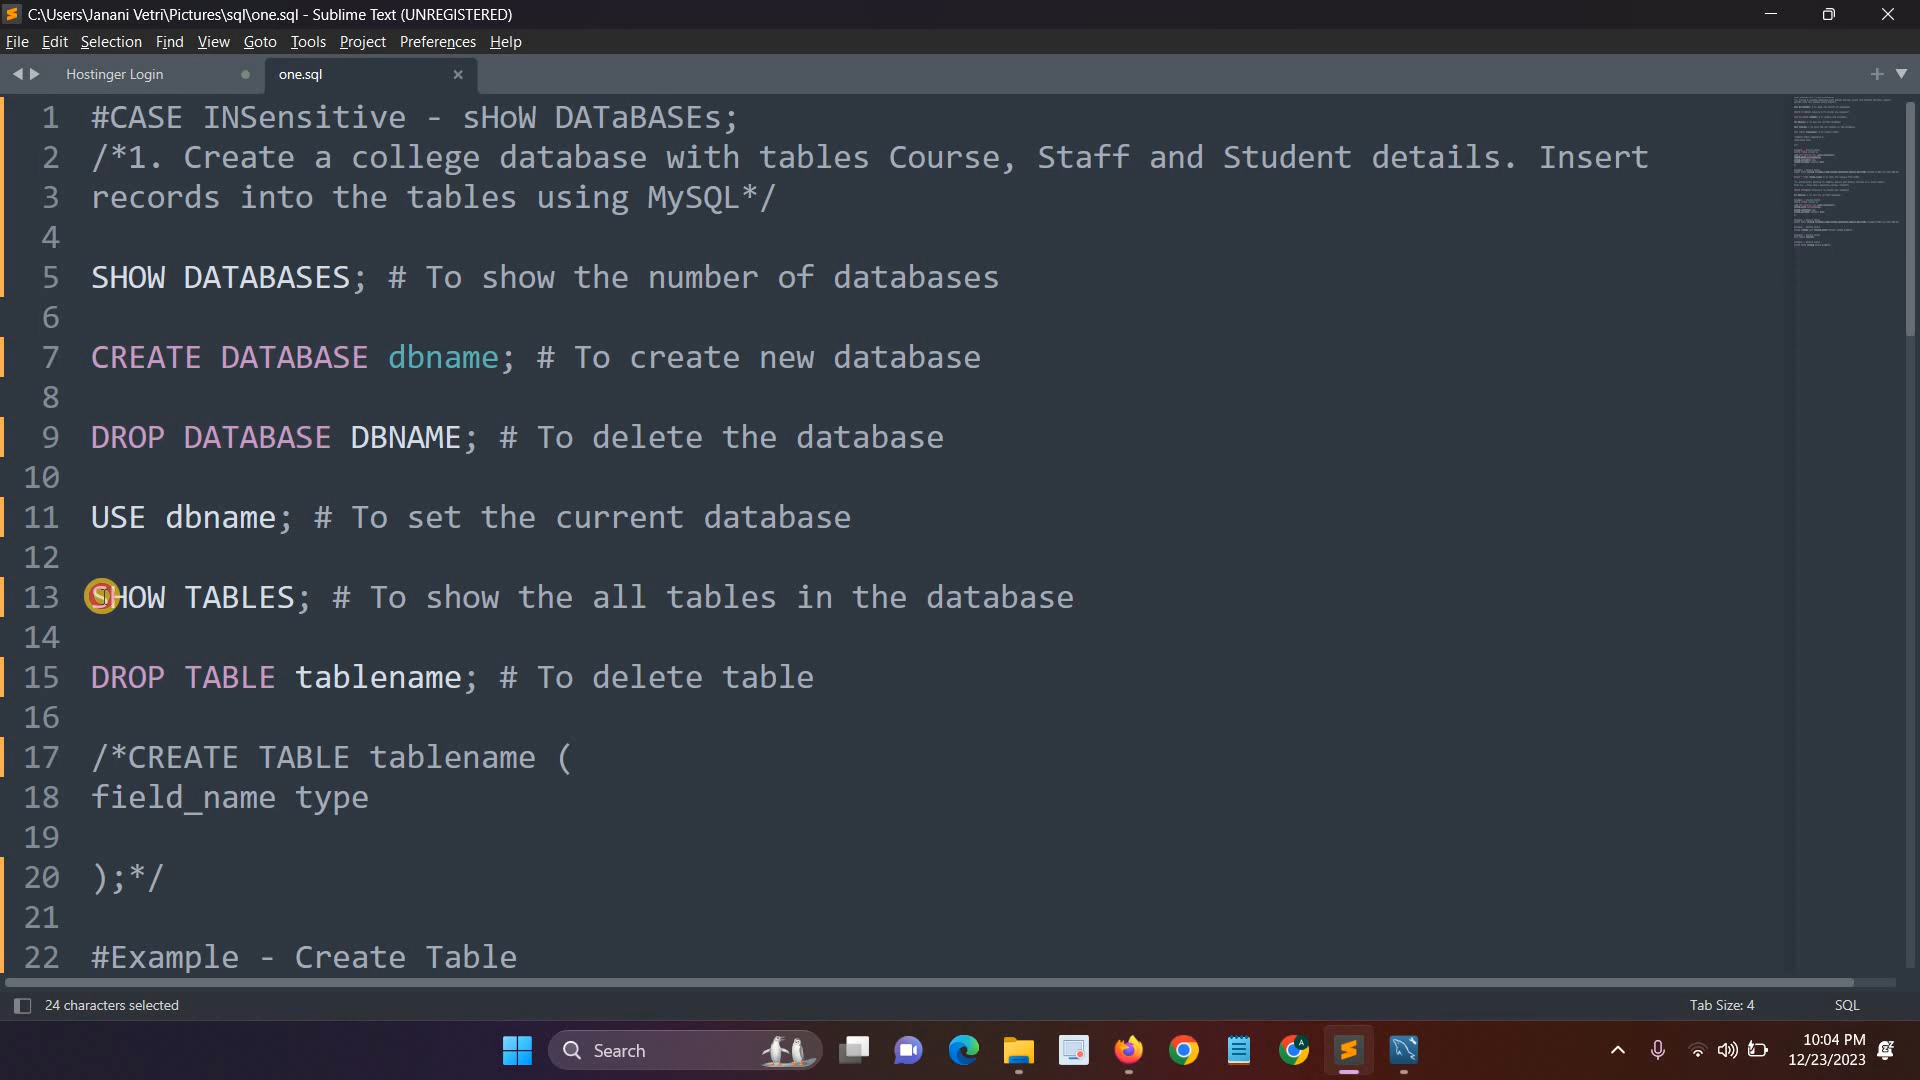 C:\Users\Janani Vetri\Pictures\sql\one.sql - Sublime Text (UNREGISTERED)
File Edit Selection Find View Goto Tools Project Preferences Help
Hostinger Login one.sql
1 #CASE INSensitive - sHoW DATaBASEs;
2 /*1. Create a college database with tables Course, Staff and Student details. Insert
3 records into the tables using MySQL*/
4
5 SHOW DATABASES; # To show the number of databases
6
7 CREATE DATABASE dbname; # To create new database
8
9 DROP DATABASE DBNAME; # To delete the database
10
11 USE dbname; # To set the current database
12
13 SHOW TABLES; # To show the all tables in the database
14
15 DROP TABLE tablename; # To delete table
16
17 /*CREATE TABLE tablename (
18 field_name type
19
20 );*/
21
22 #Example - Create Table
24 characters selected Tab Size: 4 SQL
Search
10:04 PM
12/23/2023